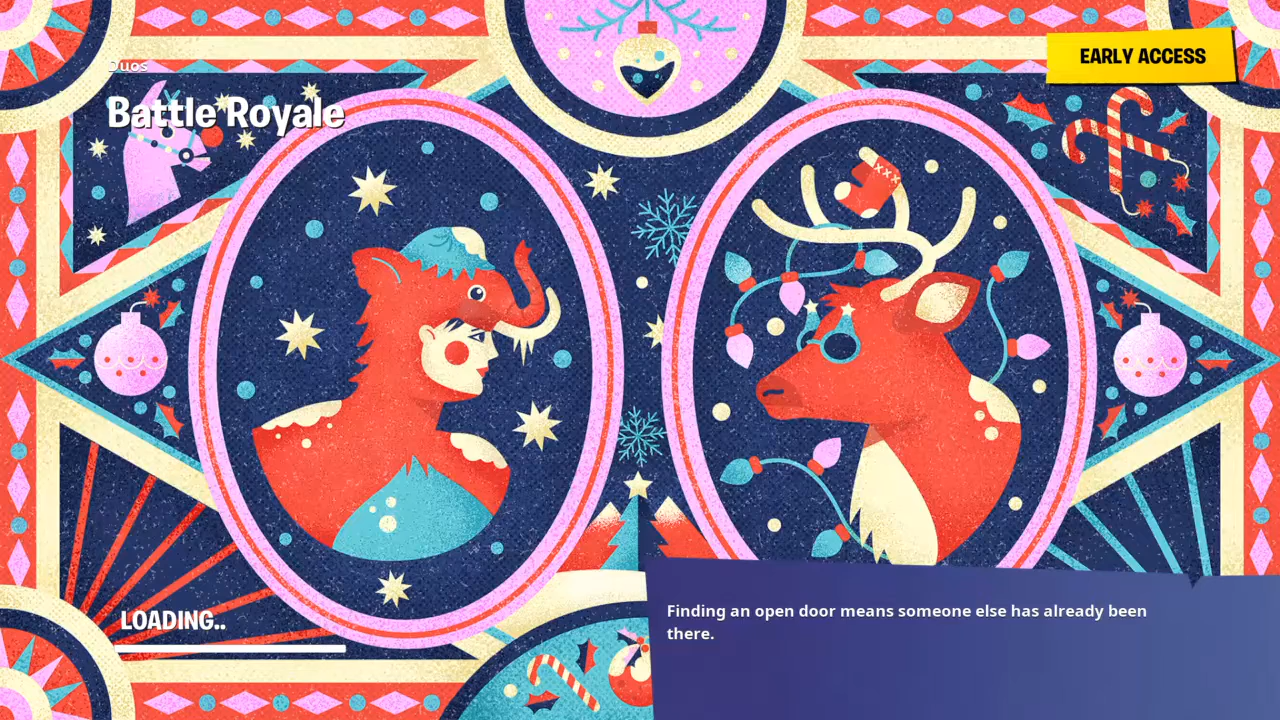 Duos
Battle Royale
EARLY ACCESS
LOADING..
Finding an open door means someone else has already been
there.